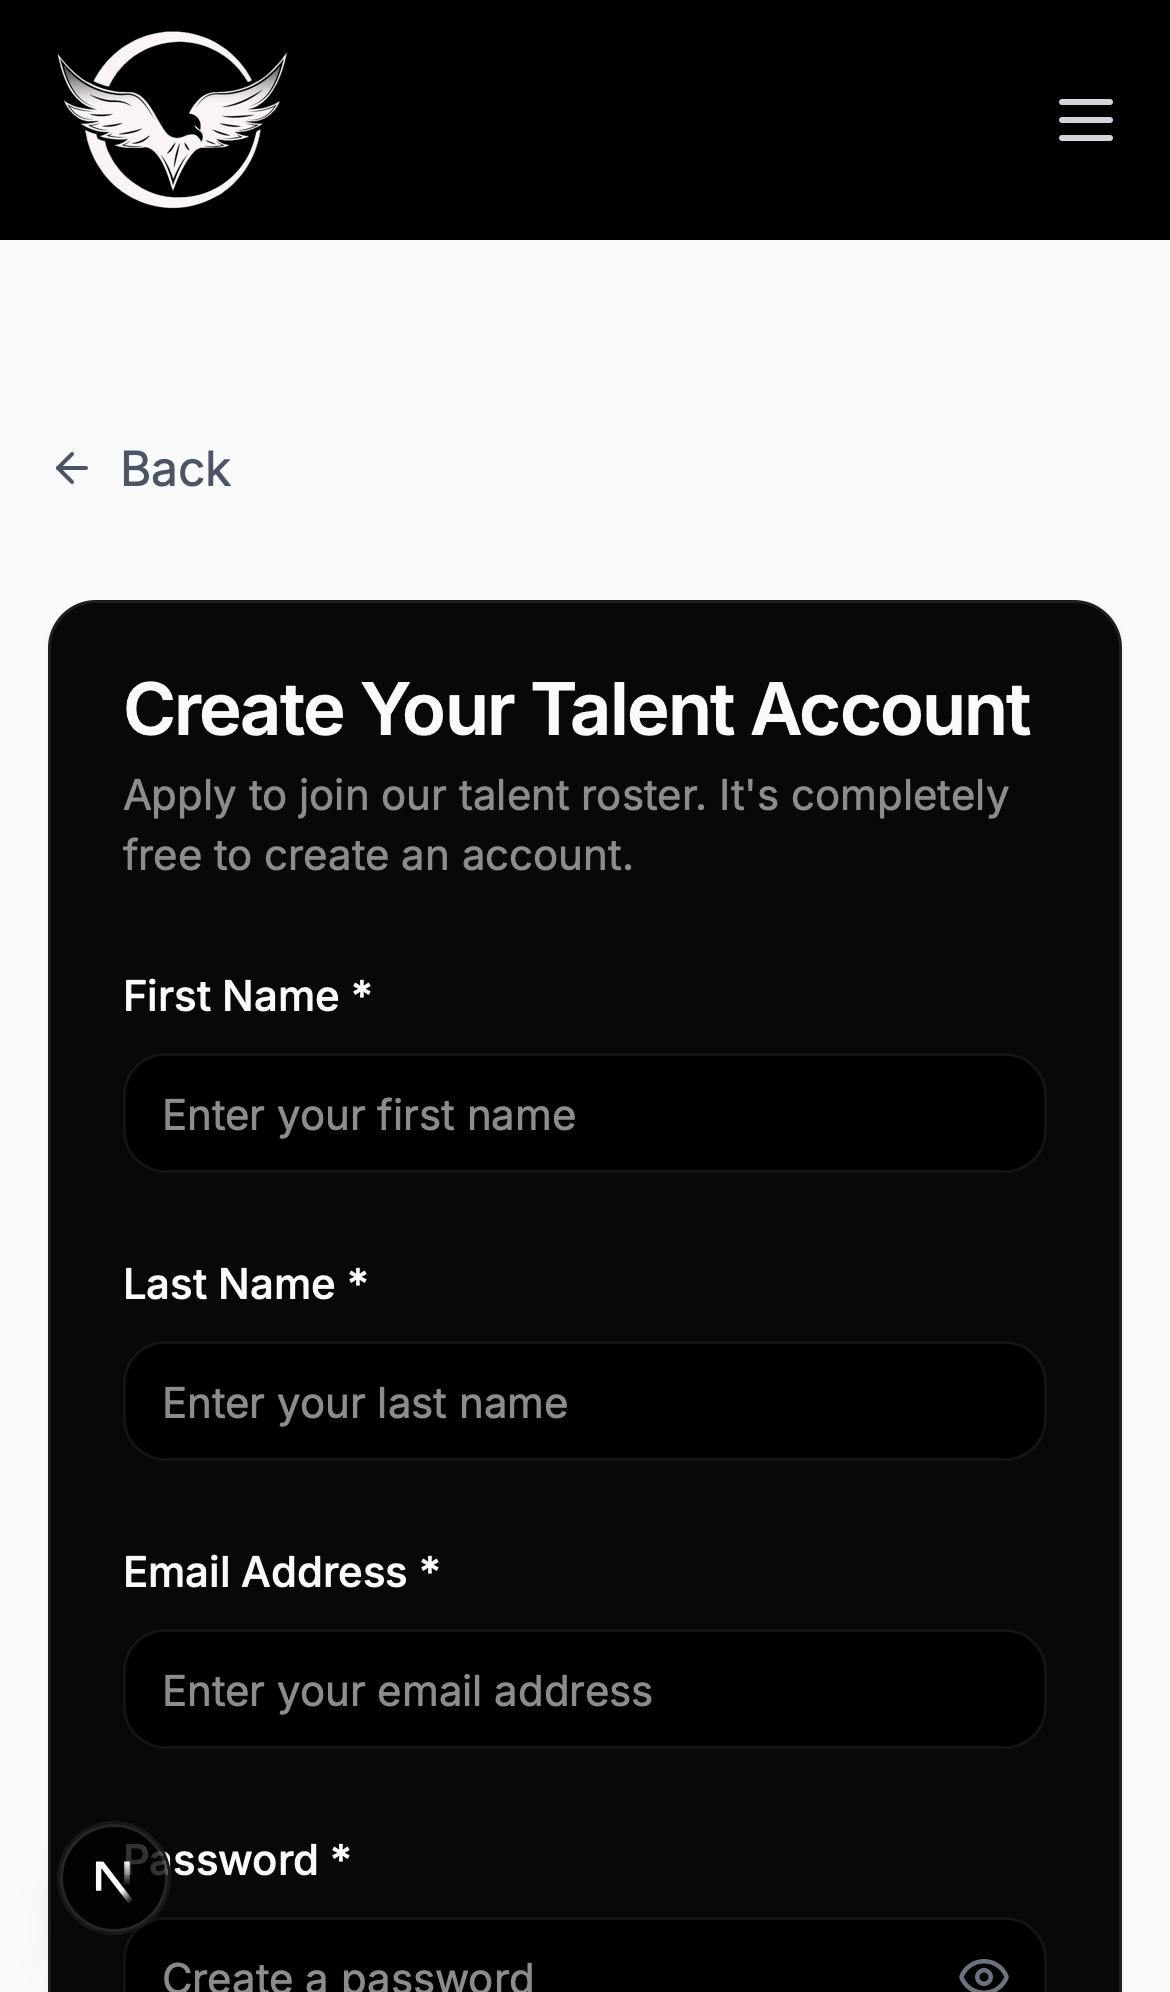 Back
Create Your Talent Account
Apply to join our talent roster. It's completely
free to create an account.
First Name *
Enter your first name
Last Name *
Enter your last name
Email Address *
Enter your email address
Password *
N
Create a password